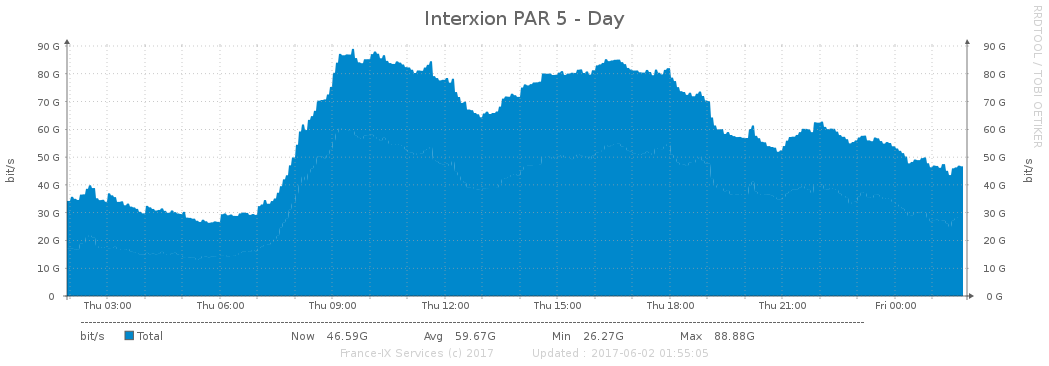 Interxion PAR 5 - Day
RRDTOOL / TOBI OETIKER
bit/s
bit/s
90 G 90 G
80 G 80 G
70 G 70 G
60 G 60 G
50 G 50 G
40 G 40 G
30 G 30 G
20 G 20 G
10 G 10 G
0 0 G
Thu 03:00 Thu 06:00 Thu 09:00 Thu 12:00 Thu 15:00 Thu 18:00 Thu 21:00 Fri 00:00
bit/s Total Now 46.59G Avg 59.67G Min 26.27G Max 88.88G
France-IX Services (c) 2017 Updated : 2017-06-02 01:55:05